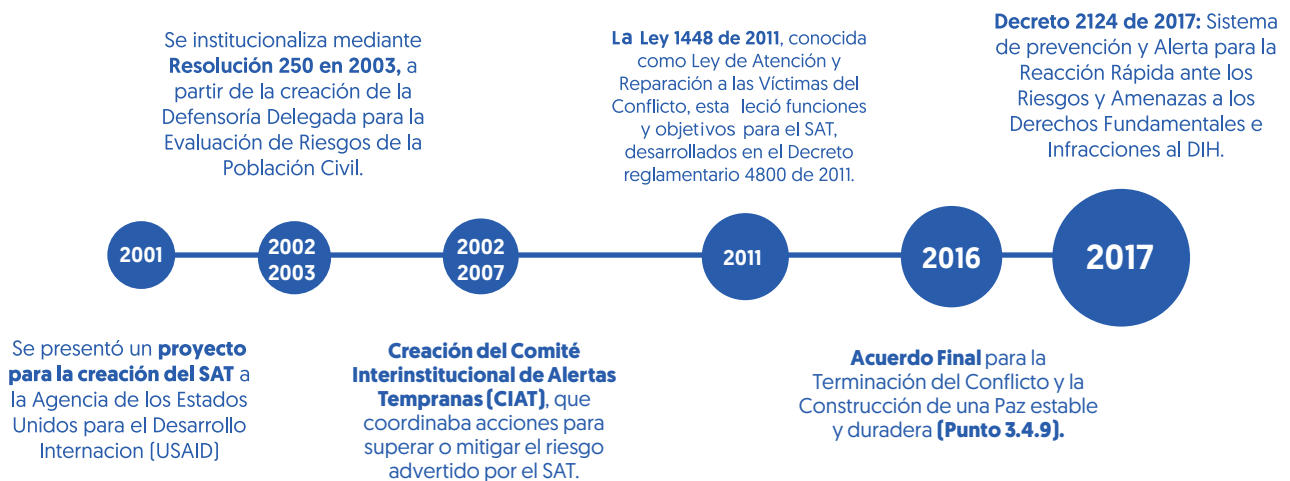 2001
Se presentó un proyecto
para la creación del SAT a
la Agencia de los Estados
Unidos para el Desarrollo
Internacion (USAID)
Se institucionaliza mediante
Resolución 250 en 2003, a
partir de la creación de la
Defensoría Delegada para la
Evaluación de Riesgos de la
Población Civil.
2002
2003
2002
2007
Creación del Comité
Interinstitucional de Alertas
Tempranas (CIAT), que
coordinaba acciones para
superar o mitigar el riesgo
advertido por el SAT.
La Ley 1448 de 2011, conocida
como Ley de Atención y
Reparación a las Víctimas del
Conflicto, esta leció funciones
y objetivos para el SAT,
desarrollados en el Decreto
reglamentario 4800 de 2011.
2011
2016
Acuerdo Final para la
Terminación del Conflicto y la
Construcción de una Paz estable
y duradera (Punto 3.4.9).
Decreto 2124 de 2017: Sistema
de prevención y Alerta para la
Reacción Rápida ante los
Riesgos y Amenazas a los
Derechos Fundamentales e
Infracciones al DIH.
2017